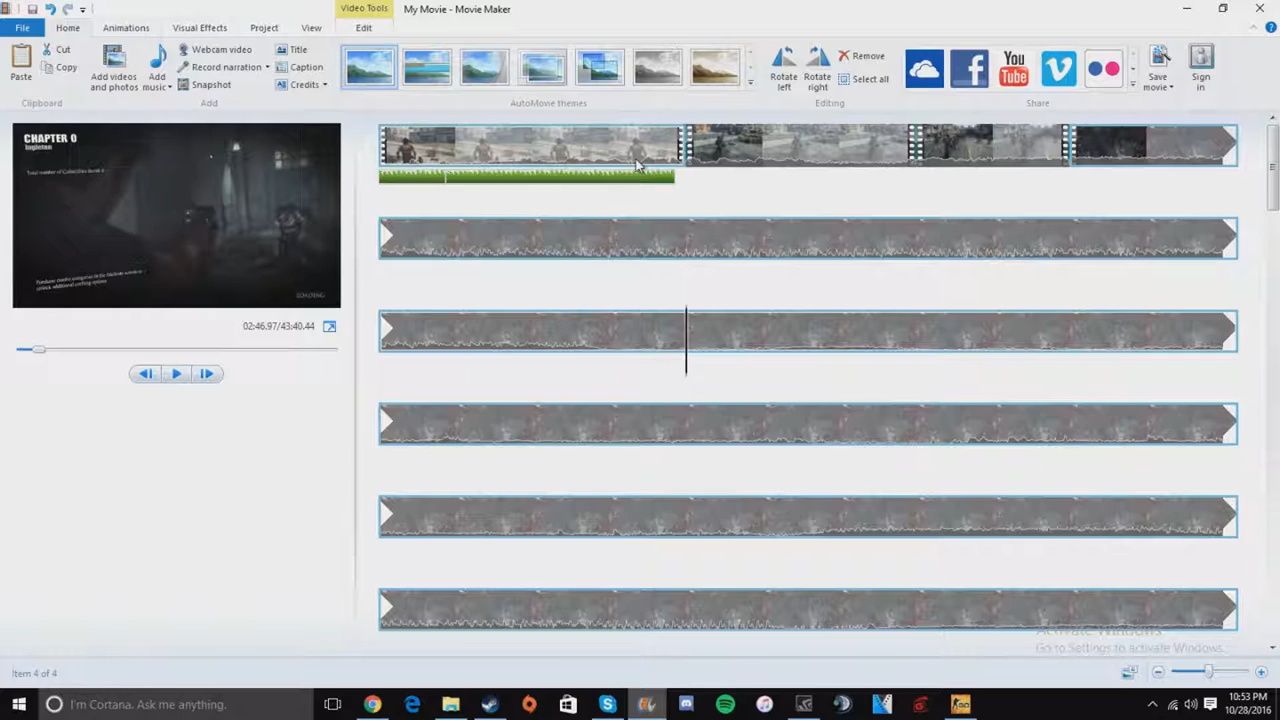 Video Tools
My Movie - Movie Maker
File
Home
Animations
Visual Effects
Project
View
Edit
Paste
Cut
Copy
Clipboard
Add videos
and photos
Add
music
Webcam video
Record narration
Snapshot
Add
Title
Caption
Credits
AutoMovie themes
Rotate
left
Rotate
right
Remove
Select all
Editing
You
Tube
Share
Save
movie
Sign
in
CHAPTER 0
LOADING
02:46.97/43:40.44
Activate Windows
Go to Settings to activate Windows.
Item 4 of 4
I'm Cortana. Ask me anything.
10:53 PM
10/28/2016